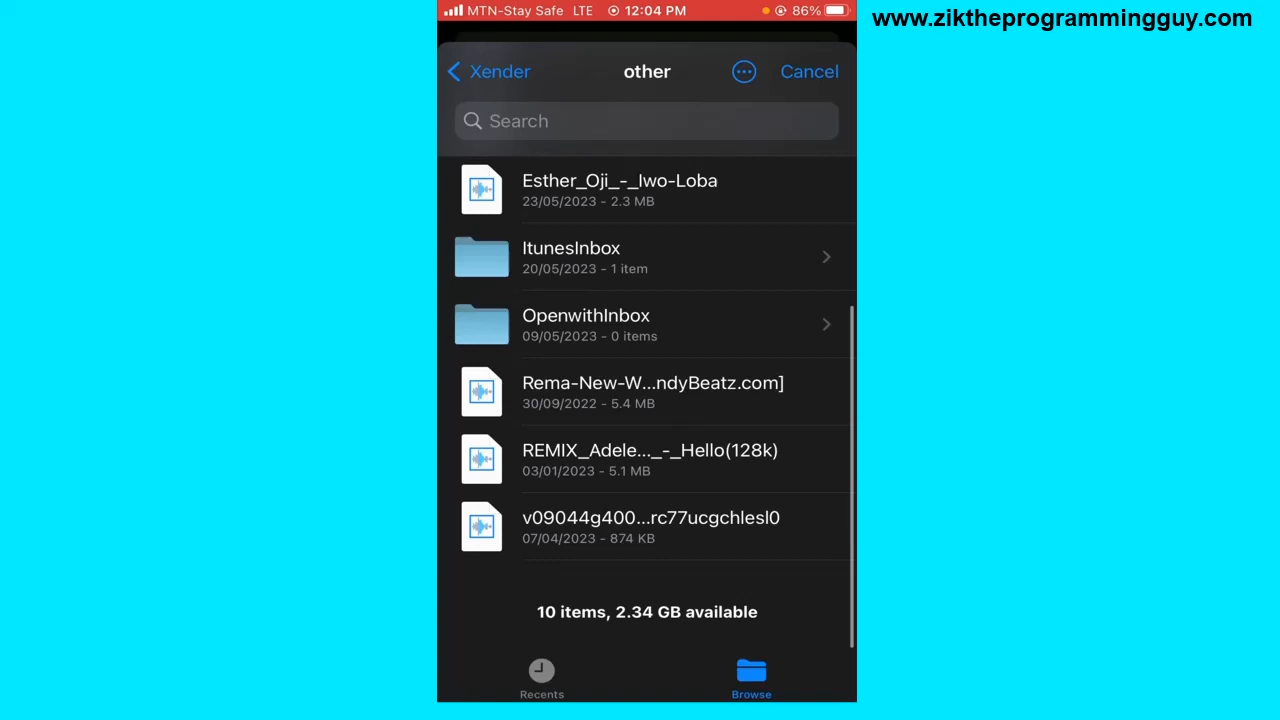 MTN-Stay Safe LTE 12:04 PM 86%
www.ziktheprogrammingguy.com
Xender other Cancel
Search
Esther_Oji_-_Iwo-Loba
23/05/2023 - 2.3 MB
ItunesInbox
20/05/2023 - 1 item
OpenwithInbox
09/05/2023 - 0 items
Rema-New-W...ndyBeatz.com]
30/09/2022 - 5.4 MB
REMIX_Adele..._-_Hello(128k)
03/01/2023 - 5.1 MB
v09044g400...rc77ucgchlesl0
07/04/2023 - 874 KB
10 items, 2.34 GB available
Recents Browse